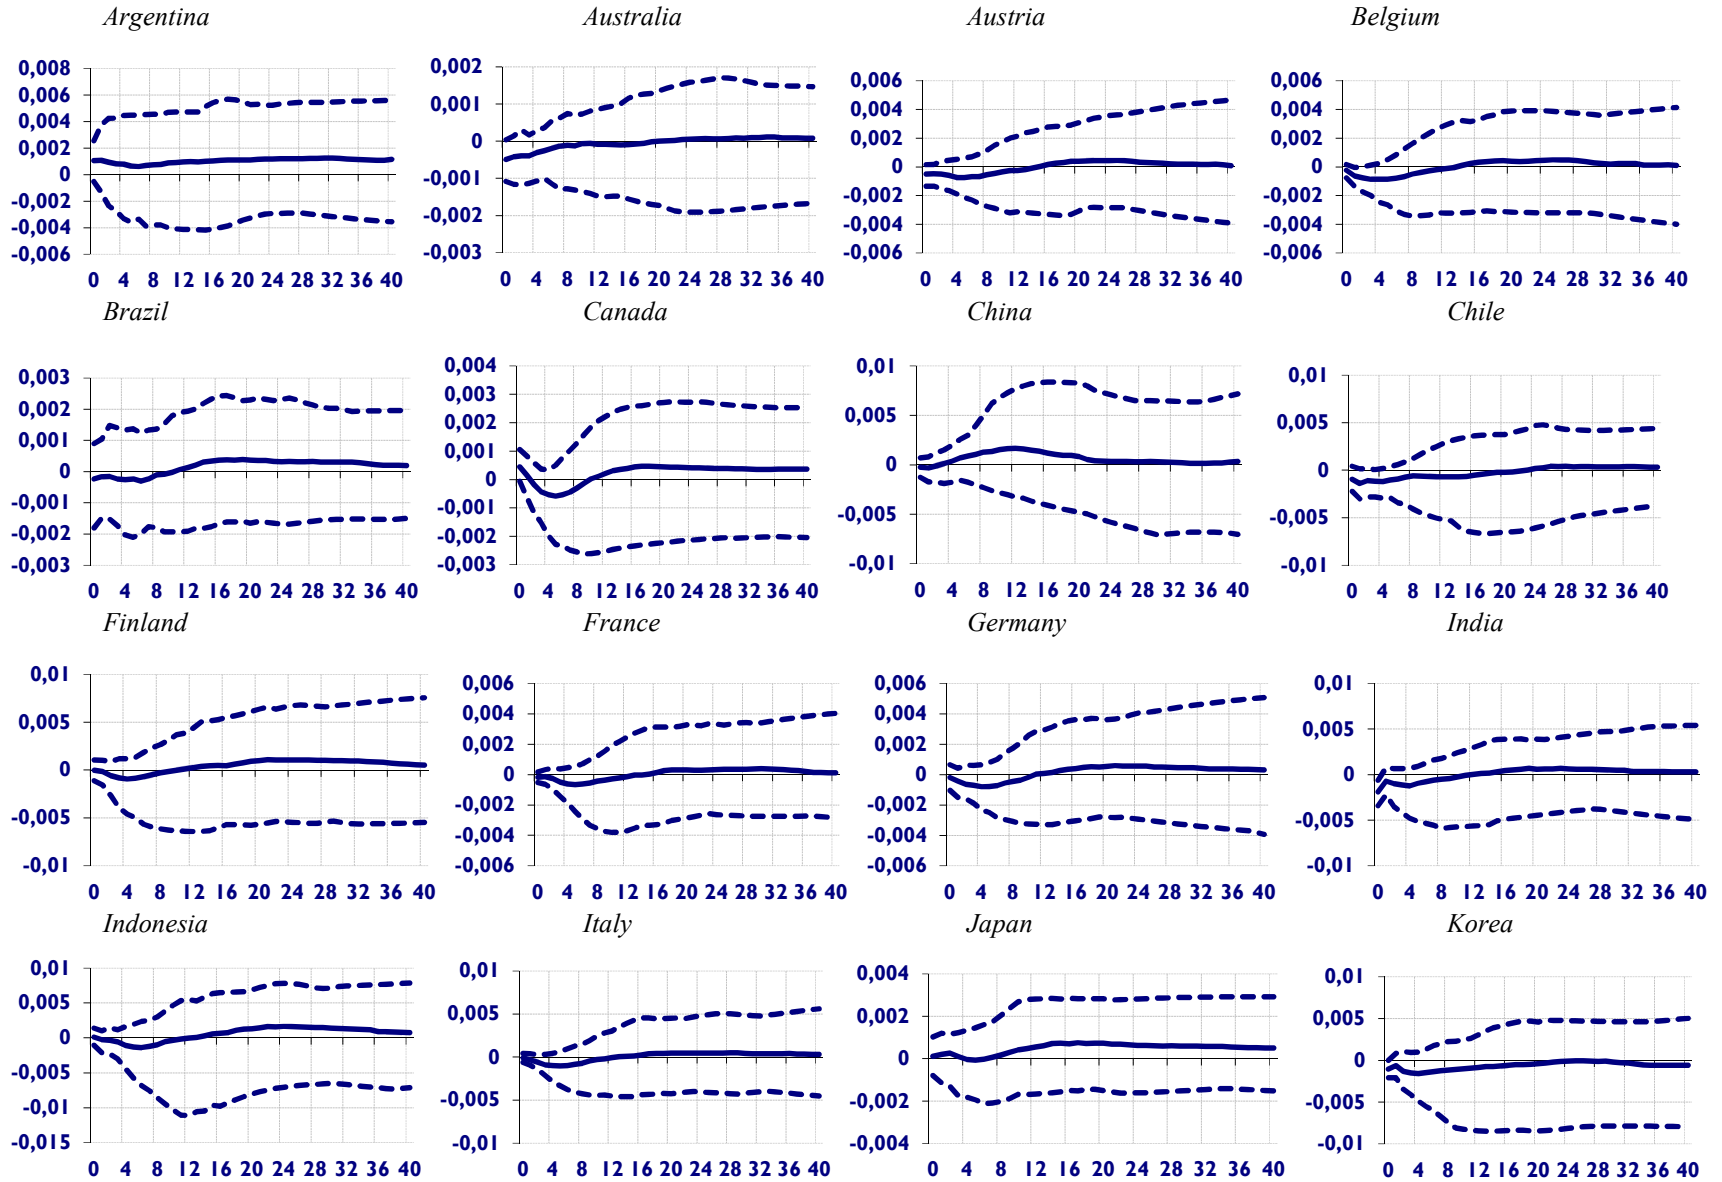 Argentina Australia Austria Belgium
0,008 0,002 0,006 0,006
0,006 0,001 0,004 0,004
0,004 0 0,002 0,002
0,002 -0,001 0 0
0 -0,002 -0,002 -0,002
-0,002 -0,003 -0,004 -0,004
-0,004 -0,006 -0,006
-0,006
0 4 8 12 16 20 24 28 32 36 40 0 4 8 12 16 20 24 28 32 36 40 0 4 8 12 16 20 24 28 32 36 40 0 4 8 12 16 20 24 28 32 36 40
Brazil Canada China Chile
0,003 0,004 0,01 0,01
0,002 0,003 0,005 0,005
0,001 0,002 0 0
0 0,001 -0,005 -0,005
-0,001 0 -0,01 -0,01
-0,002 -0,001
-0,003 -0,002
-0,003
0 4 8 12 16 20 24 28 32 36 40 0 4 8 12 16 20 24 28 32 36 40 0 4 8 12 16 20 24 28 32 36 40 0 4 8 12 16 20 24 28 32 36 40
Finland France Germany India
0,01 0,006 0,006 0,01
0,005 0,004 0,004 0,005
0 0,002 0,002 0
-0,005 0 0 -0,005
-0,01 -0,002 -0,002 -0,01
-0,004 -0,004
-0,006 -0,006
0 4 8 12 16 20 24 28 32 36 40 0 4 8 12 16 20 24 28 32 36 40 0 4 8 12 16 20 24 28 32 36 40 0 4 8 12 16 20 24 28 32 36 40
Indonesia Italy Japan Korea
0,01 0,01 0,004 0,01
0,005 0,005 0,002 0,005
0 0 0 0
-0,005 -0,005 -0,002 -0,005
-0,01 -0,01 -0,004 -0,01
-0,015
0 4 8 12 16 20 24 28 32 36 40 0 4 8 12 16 20 24 28 32 36 40 0 4 8 12 16 20 24 28 32 36 40 0 4 8 12 16 20 24 28 32 36 40